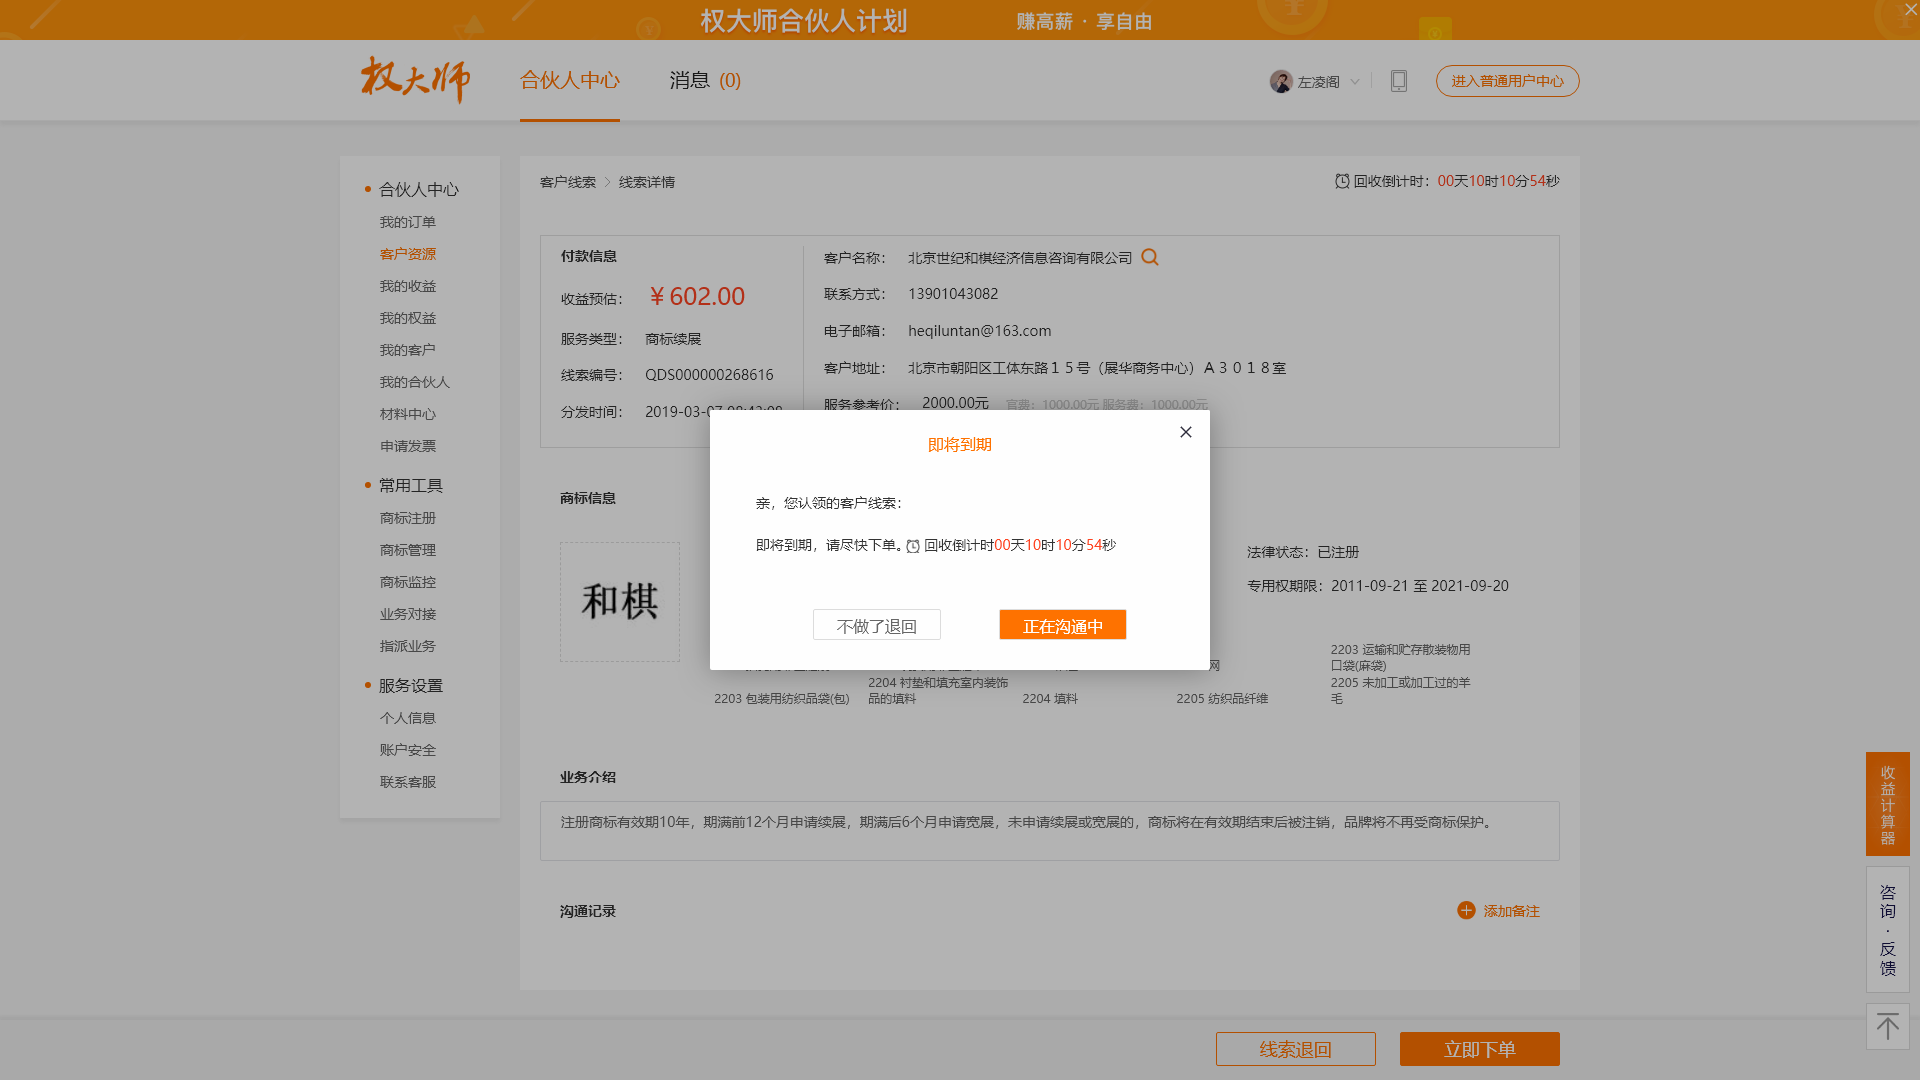 权大师合伙人计划
赚高薪 · 享自由
权大师
合伙人中心
消息 (0)
左凌阁
进入普通用户中心
合伙人中心
我的订单
客户资源
我的收益
我的权益
我的客户
我的合伙人
材料中心
申请发票
常用工具
商标注册
商标管理
商标监控
业务对接
指派业务
服务设置
个人信息
账户安全
联系客服
客户线索 > 线索详情
回收倒计时：00天10时10分54秒
付款信息
收益预估：
¥ 602.00
服务类型：
商标续展
线索编号：
QDS000000268616
分发时间：
2019-03-07 08:43:08
客户名称：
北京世纪和棋经济信息咨询有限公司
联系方式：
13901043082
电子邮箱：
heqiluntan@163.com
客户地址：
北京市朝阳区工体东路１５号（展华商务中心）Ａ３０１８室
服务参考价：
2000.00元
官费：1000.00元 服务费：1000.00元
即将到期
亲，您认领的客户线索：
即将到期，请尽快下单。回收倒计时00天10时10分54秒
不做了退回
正在沟通中
商标信息
和棋
法律状态：已注册
专用权期限：2011-09-21 至 2021-09-20
网
2203 运输和贮存散装物用
口袋(麻袋)
2203 包装用纺织品袋(包)
2204 衬垫和填充室内装饰
品的填料
2204 填料
2205 纺织品纤维
2205 未加工或加工过的羊
毛
业务介绍
注册商标有效期10年，期满前12个月申请续展，期满后6个月申请宽展，未申请续展或宽展的，商标将在有效期结束后被注销，品牌将不再受商标保护。
沟通记录
添加备注
线索退回
立即下单
收益计算器
咨询·反馈